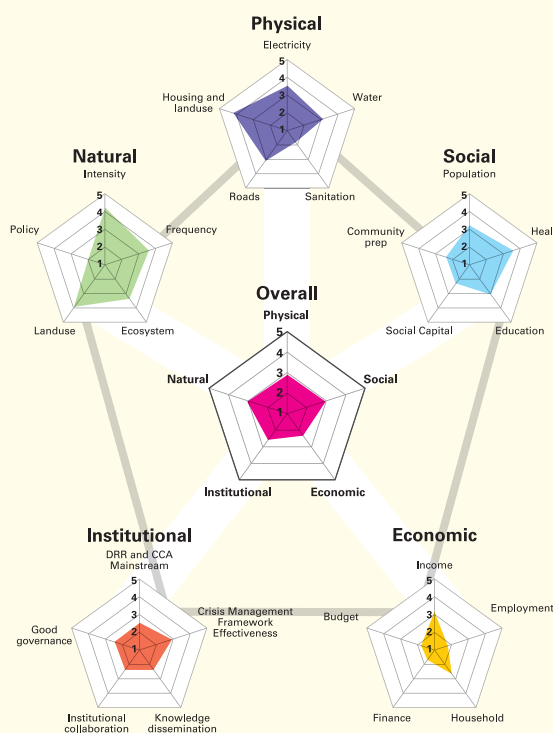 Physical
Electricity
5
4
3
2
1
Housing and
landuse
Water
Roads
Sanitation
Natural
Intensity
5
4
3
2
1
Policy
Frequency
Landuse
Ecosystem
Social
Population
5
4
3
2
1
Community
prep
Heal
Social Capital
Education
Overall
Physical
5
4
3
2
1
Natural
Social
Institutional
Economic
Institutional
DRR and CCA
Mainstream
5
4
3
2
1
Good
governance
Crisis Management
Framework
Effectiveness
Institutional
collaboration
Knowledge
dissemination
Economic
Income
5
4
3
2
1
Budget
Employment
Finance
Household